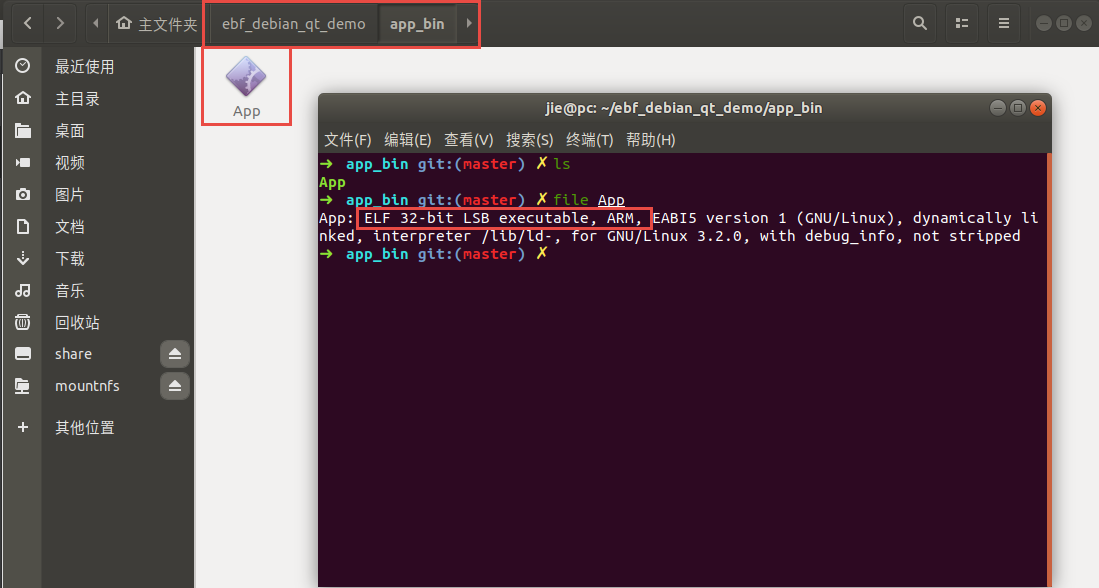 主文件夹 ebf_debian_qt_demo app_bin
最近使用
主目录
桌面
视频
图片
文档
下载
音乐
回收站
share
mountnfs
其他位置
App
jie@pc: ~/ebf_debian_qt_demo/app_bin
文件(F) 编辑(E) 查看(V) 搜索(S) 终端(T) 帮助(H)
➜ app_bin git:(master) ✗ ls
App
➜ app_bin git:(master) ✗ file App
App: ELF 32-bit LSB executable, ARM, EABI5 version 1 (GNU/Linux), dynamically li
nked, interpreter /lib/ld-, for GNU/Linux 3.2.0, with debug_info, not stripped
➜ app_bin git:(master) ✗